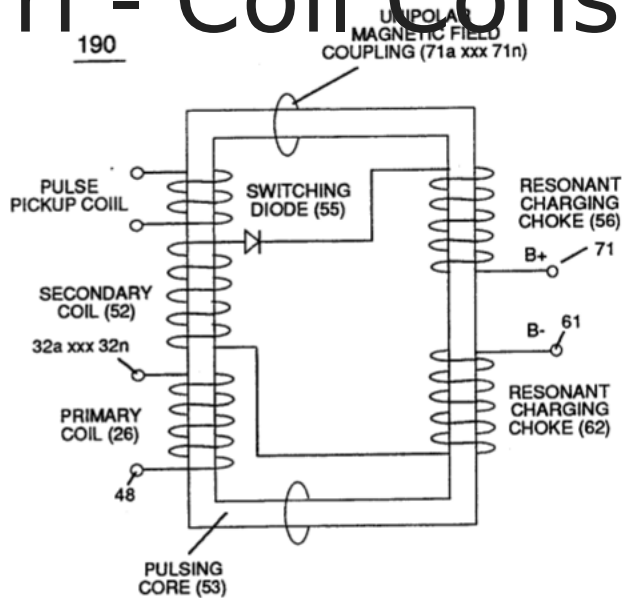 n - Coil Cons
190
UNIPOLAR
MAGNETIC FIELD
COUPLING (71a xxx 71n)
PULSE
PICKUP COIIL
SWITCHING
DIODE (55)
RESONANT
CHARGING
CHOKE (56)
B+
71
SECONDARY
COIL (52)
32a xxx 32n
B-
61
PRIMARY
COIL (26)
RESONANT
CHARGING
CHOKE (62)
48
PULSING
CORE (53)